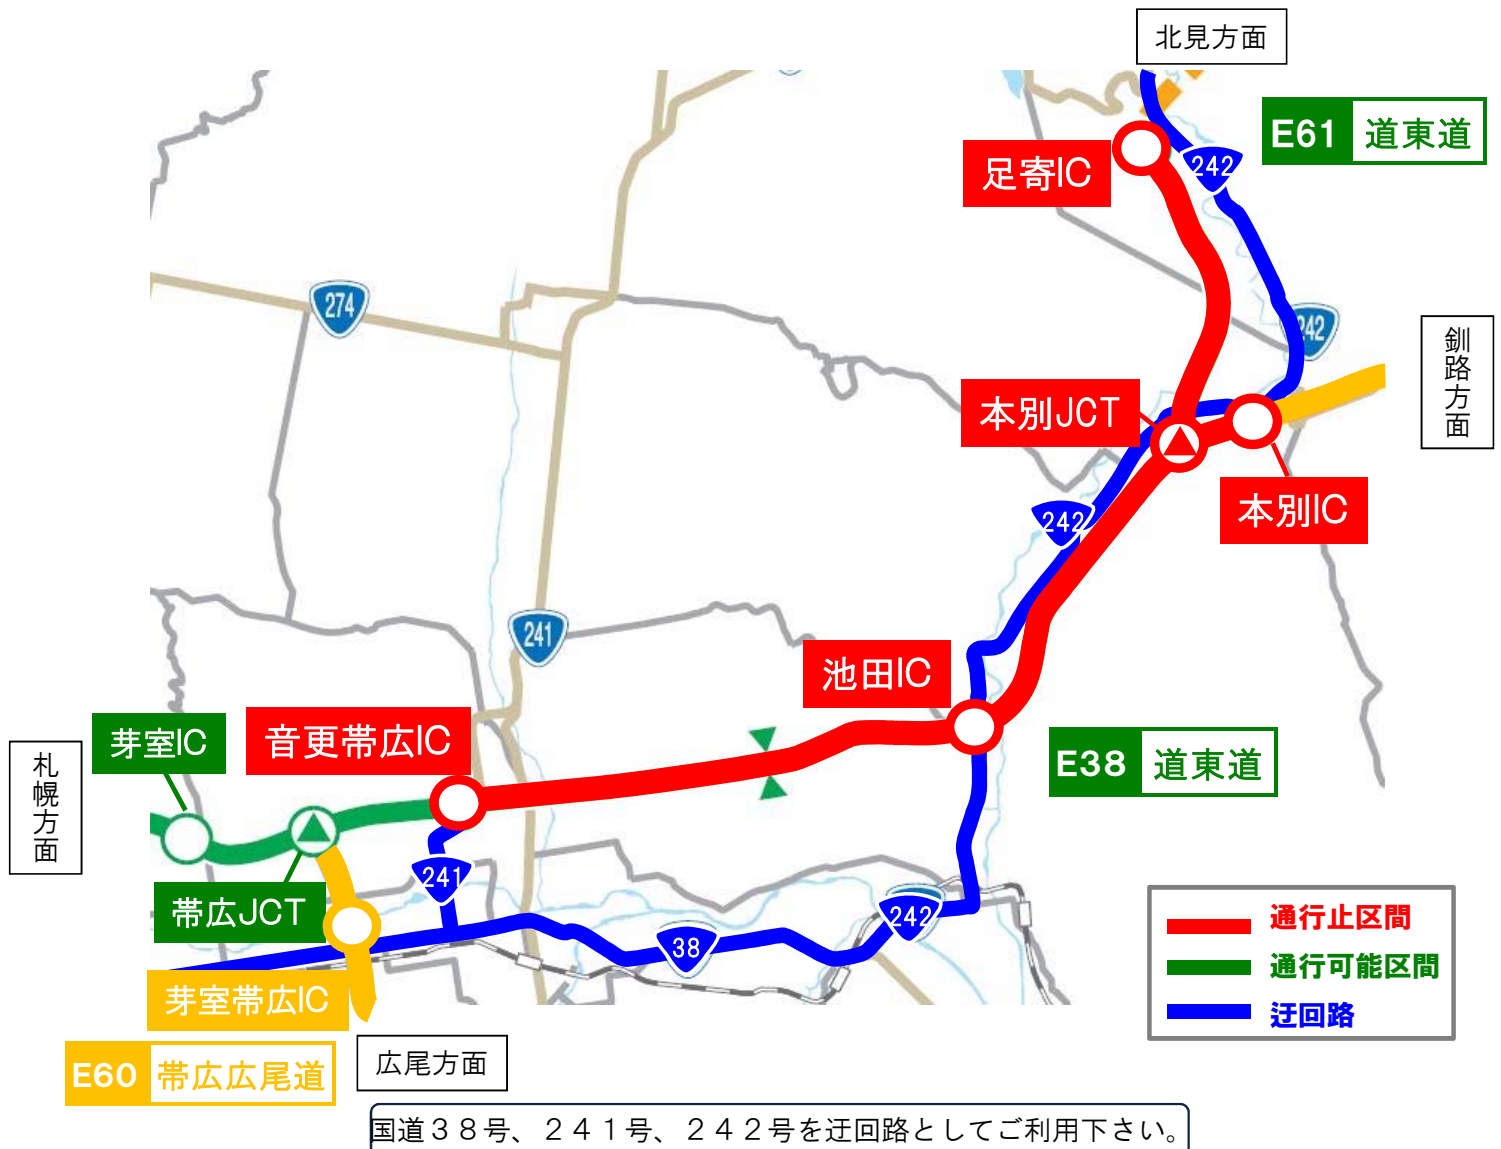 北見方面
E61 道東道
足寄IC
242
274
242
釧路方面
本別JCT
本別IC
242
241
池田IC
芽室IC
音更帯広IC
札幌方面
E38 道東道
241
帯広JCT
242
38
通行止区間
通行可能区間
迂回路
芽室帯広IC
E60 帯広広尾道
広尾方面
国道３８号、２４１号、２４２号を迂回路としてご利用下さい。